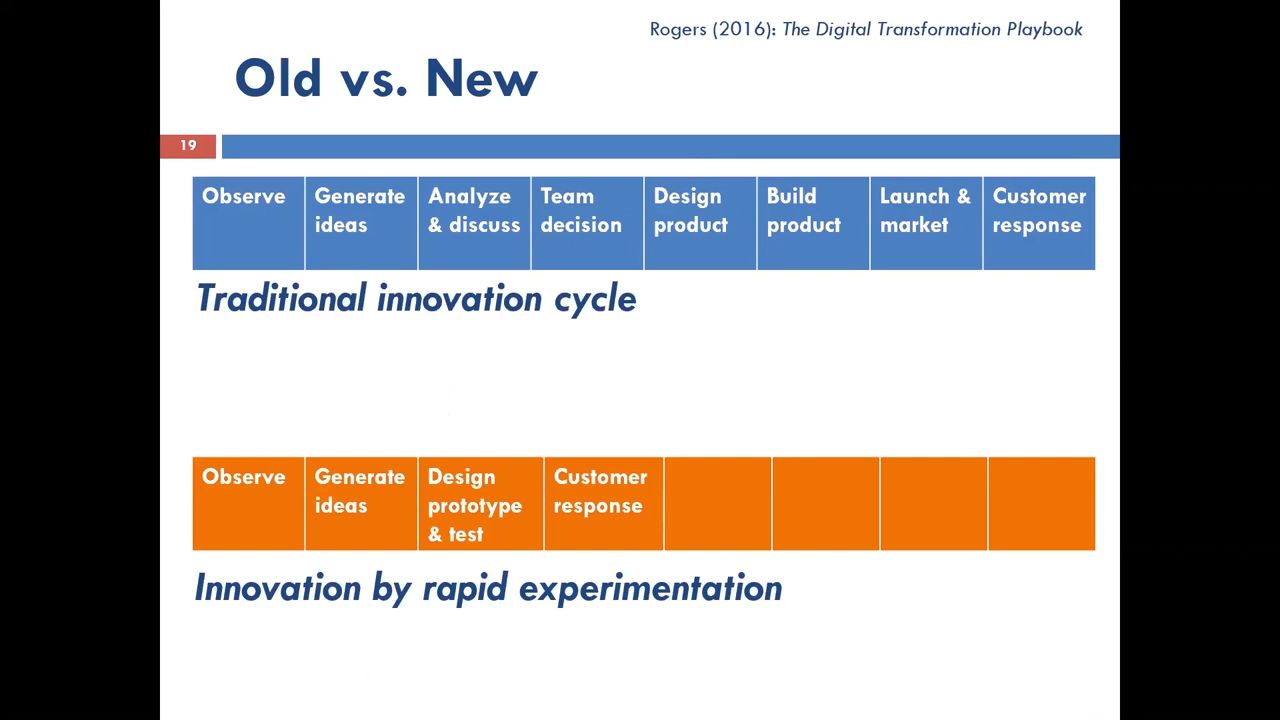 Rogers (2016): The Digital Transformation Playbook
Old vs. New
19
Observe
Generate
ideas
Analyze
& discuss
Team
decision
Design
product
Build
product
Launch &
market
Customer
response
Traditional innovation cycle
Observe
Generate
ideas
Design
prototype
& test
Customer
response
Innovation by rapid experimentation